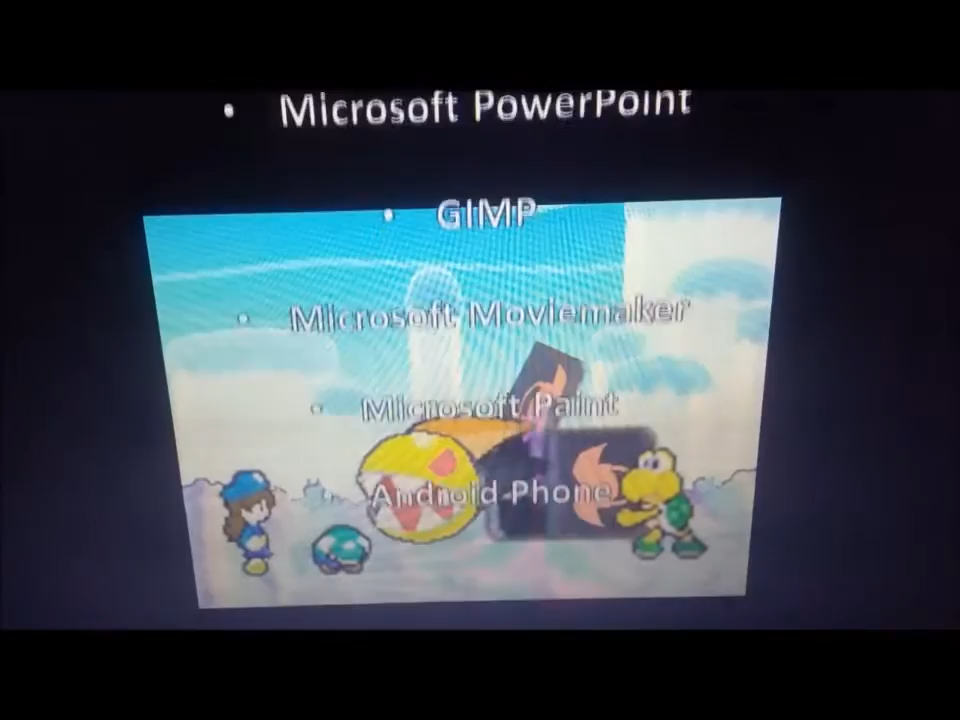 • Microsoft PowerPoint
• GIMP
• Microsoft Moviemaker
• Microsoft Paint
• Android Phone